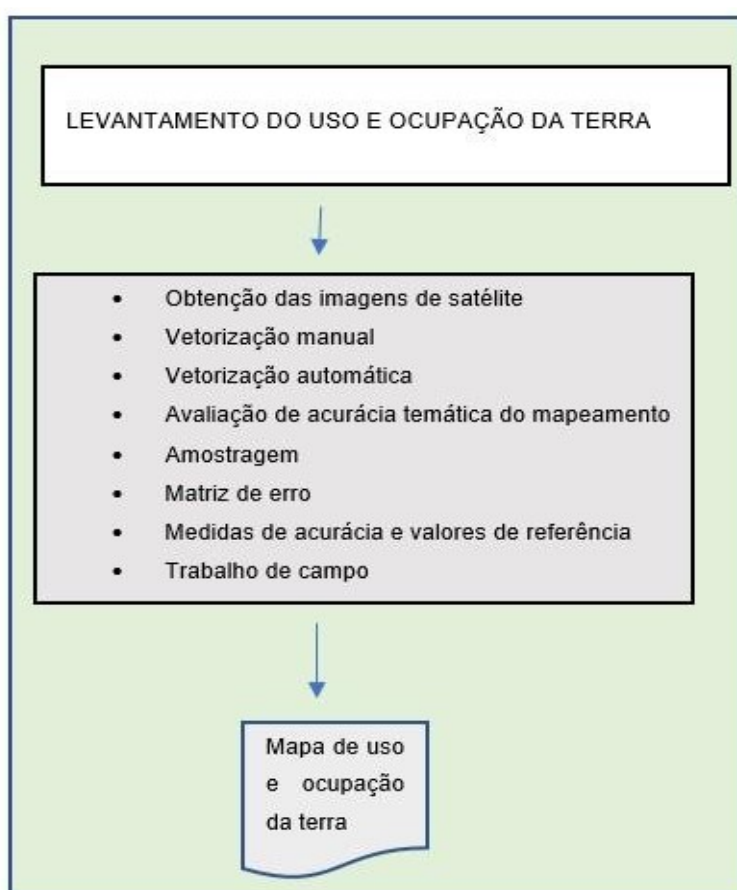 LEVANTAMENTO DO USO E OCUPAÇÃO DA TERRA
• Obtenção das imagens de satélite
• Vetorização manual
• Vetorização automática
• Avaliação de acurácia temática do mapeamento
• Amostragem
• Matriz de erro
• Medidas de acurácia e valores de referência
• Trabalho de campo
Mapa de uso
e ocupação
da terra